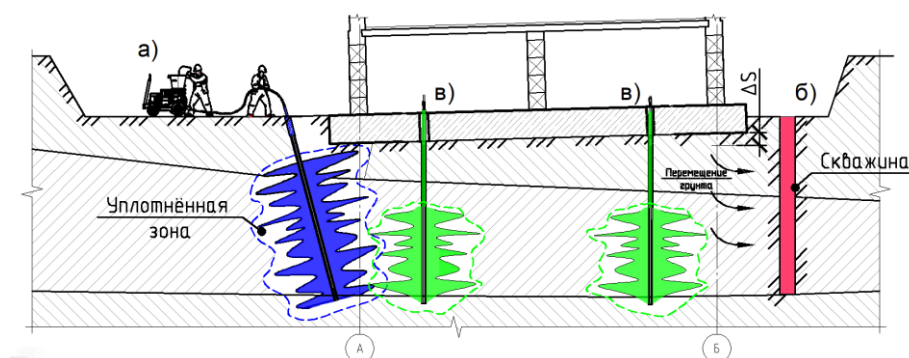 а)
в)
в)
ΔS
б)
Скважина
Перемещение
грунта
Уплотнённая
зона
А
Б